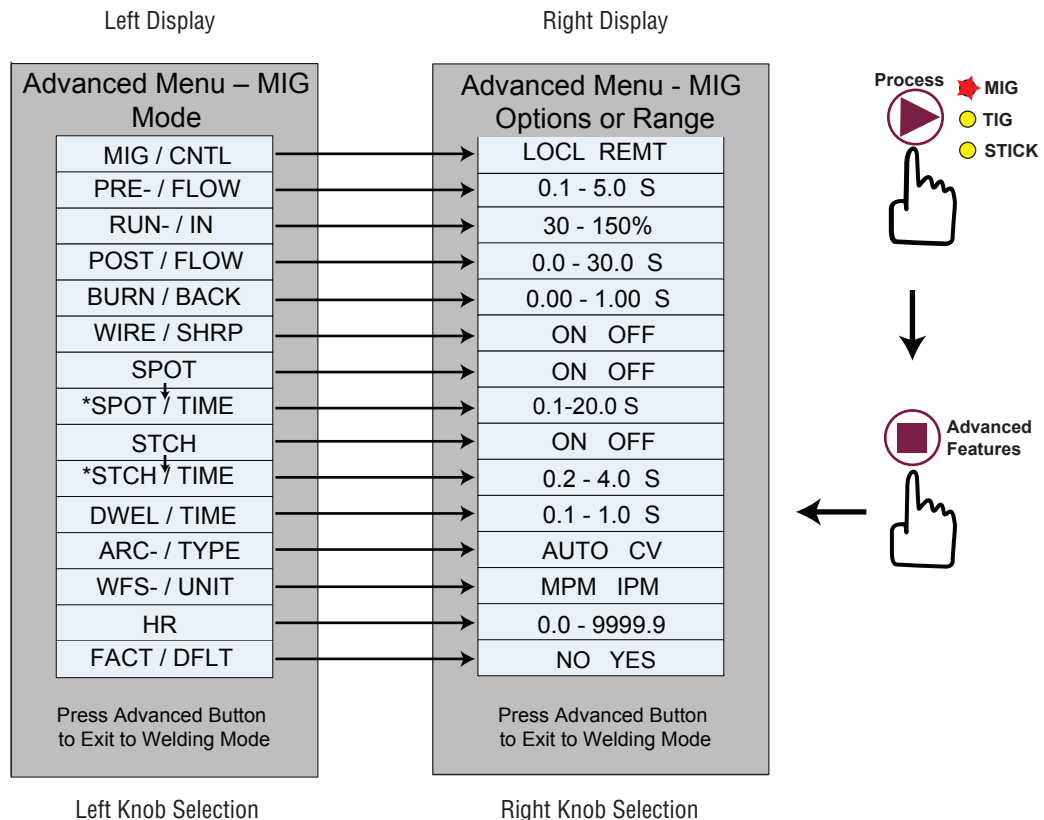 Left Display
Right Display
Advanced Menu – MIG
Mode
MIG / CNTL
PRE- / FLOW
RUN- / IN
POST / FLOW
BURN / BACK
WIRE / SHRP
SPOT
*SPOT / TIME
STCH
*STCH / TIME
DWEL / TIME
ARC- / TYPE
WFS- / UNIT
HR
FACT / DFLT
Press Advanced Button
to Exit to Welding Mode
Advanced Menu - MIG
Options or Range
LOCL REMT
0.1 - 5.0 S
30 - 150%
0.0 - 30.0 S
0.00 - 1.00 S
ON OFF
ON OFF
0.1-20.0 S
ON OFF
0.2 - 4.0 S
0.1 - 1.0 S
AUTO CV
MPM IPM
0.0 - 9999.9
NO YES
Press Advanced Button
to Exit to Welding Mode
Process
MIG
TIG
STICK
Advanced
Features
Left Knob Selection
Right Knob Selection